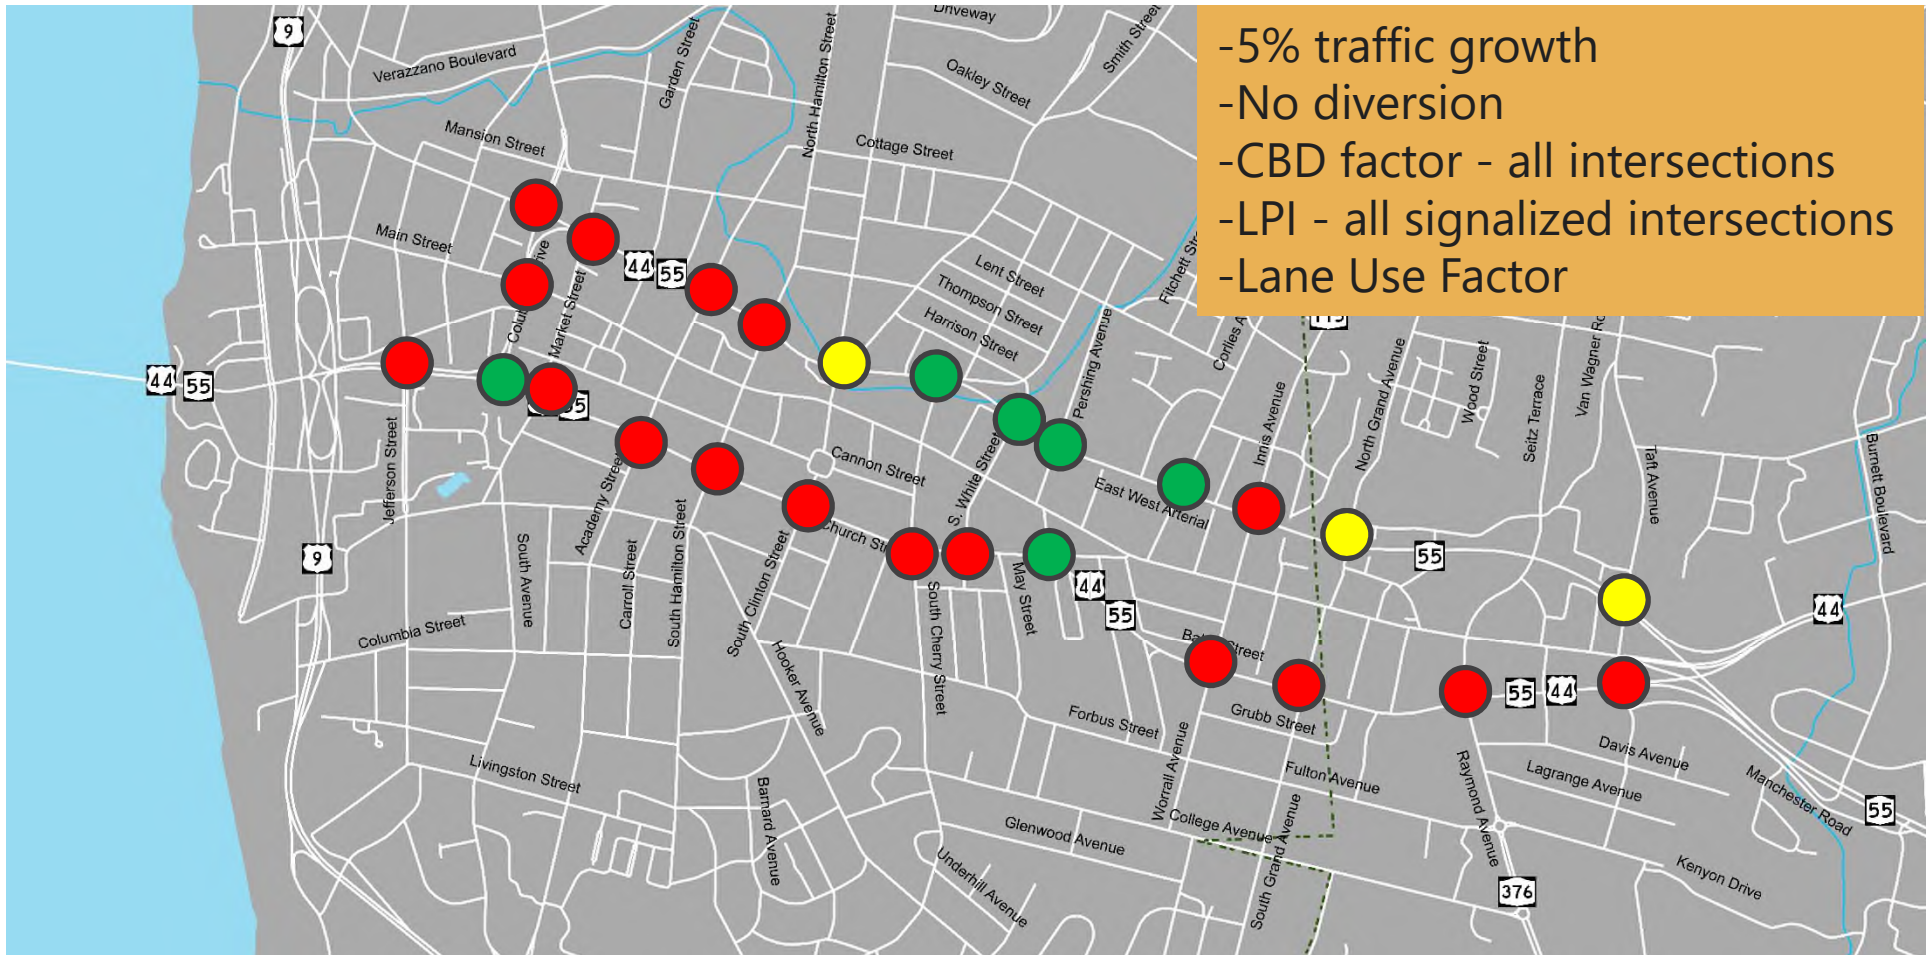 -5% traffic growth
-No diversion
-CBD factor - all intersections
-LPI - all signalized intersections
-Lane Use Factor
9
Verazzano Boulevard
Garden Street
North Hamilton Street
Driveway
Smith Street
Oakley Street
Mansion Street
Cottage Street
Main Street
Market Street
44
55
Lent Street
Thompson Street
Harrison Street
Pershing Avenue
Innis Avenue
North Grand Avenue
Wood Street
Seitz Terrace
Taft Avenue
Burnett Boulevard
44
55
Jefferson Street
Academy Street
Cannon Street
S. White Street
East West Arterial
Church
55
9
South Avenue
Carroll Street
South Hamilton Street
South Clinton Street
South Cherry Street
May Street
44
55
Street
44
Columbia Street
Hooker Avenue
Forbus Street
Grubb Street
55
44
Davis Avenue
Lagrange Avenue
Manchester Road
55
Livingston Street
Barnard Avenue
Worrall Avenue
Fulton Avenue
Raymond Avenue
College Avenue
Glenwood Avenue
Underhill Avenue
South Grand Avenue
Kenyon Drive
376